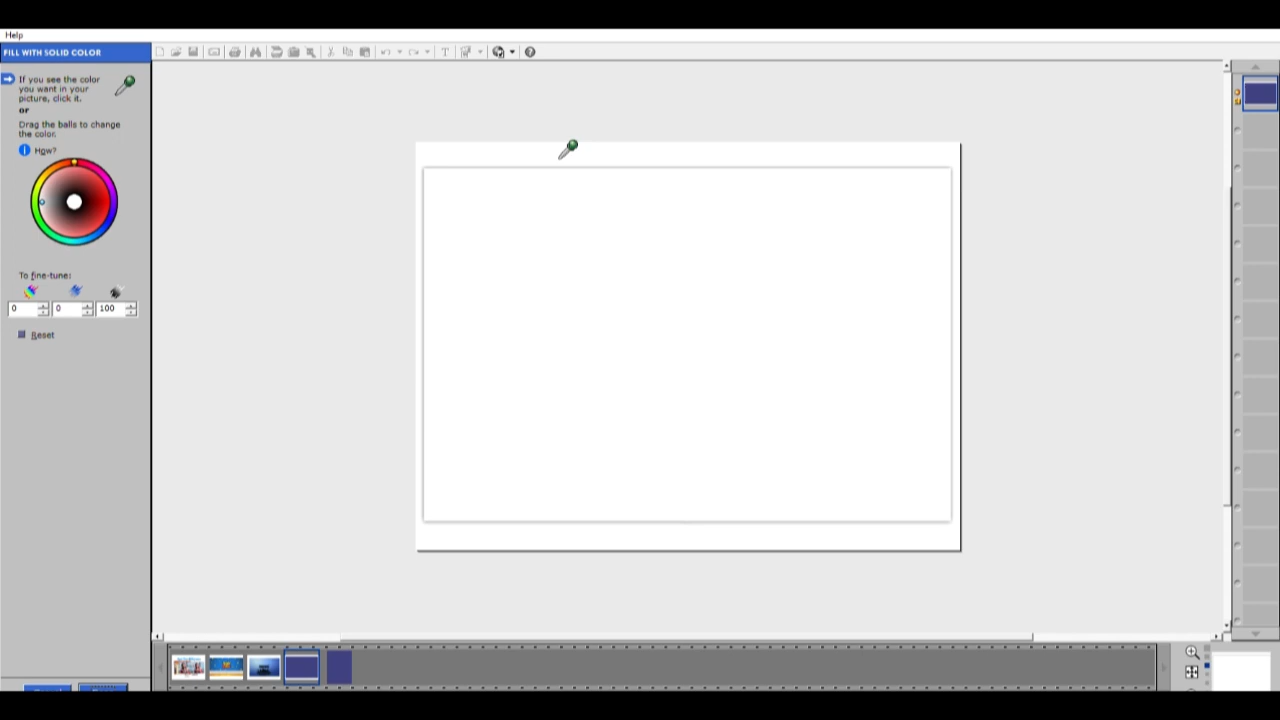 Help
FILL WITH SOLID COLOR
If you see the color
you want in your
picture, click it.
or
Drag the balls to change
the color.
How?
To fine-tune:
0 0 100
Reset